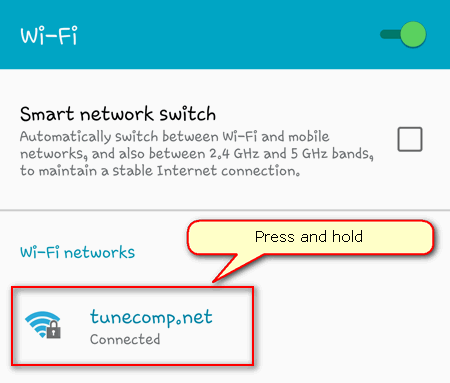 Wi-Fi
Smart network switch
Automatically switch between Wi-Fi and mobile
networks, and also between 2.4 GHz and 5 GHz bands,
to maintain a stable Internet connection.
Press and hold
Wi-Fi networks
tunecomp.net
Connected